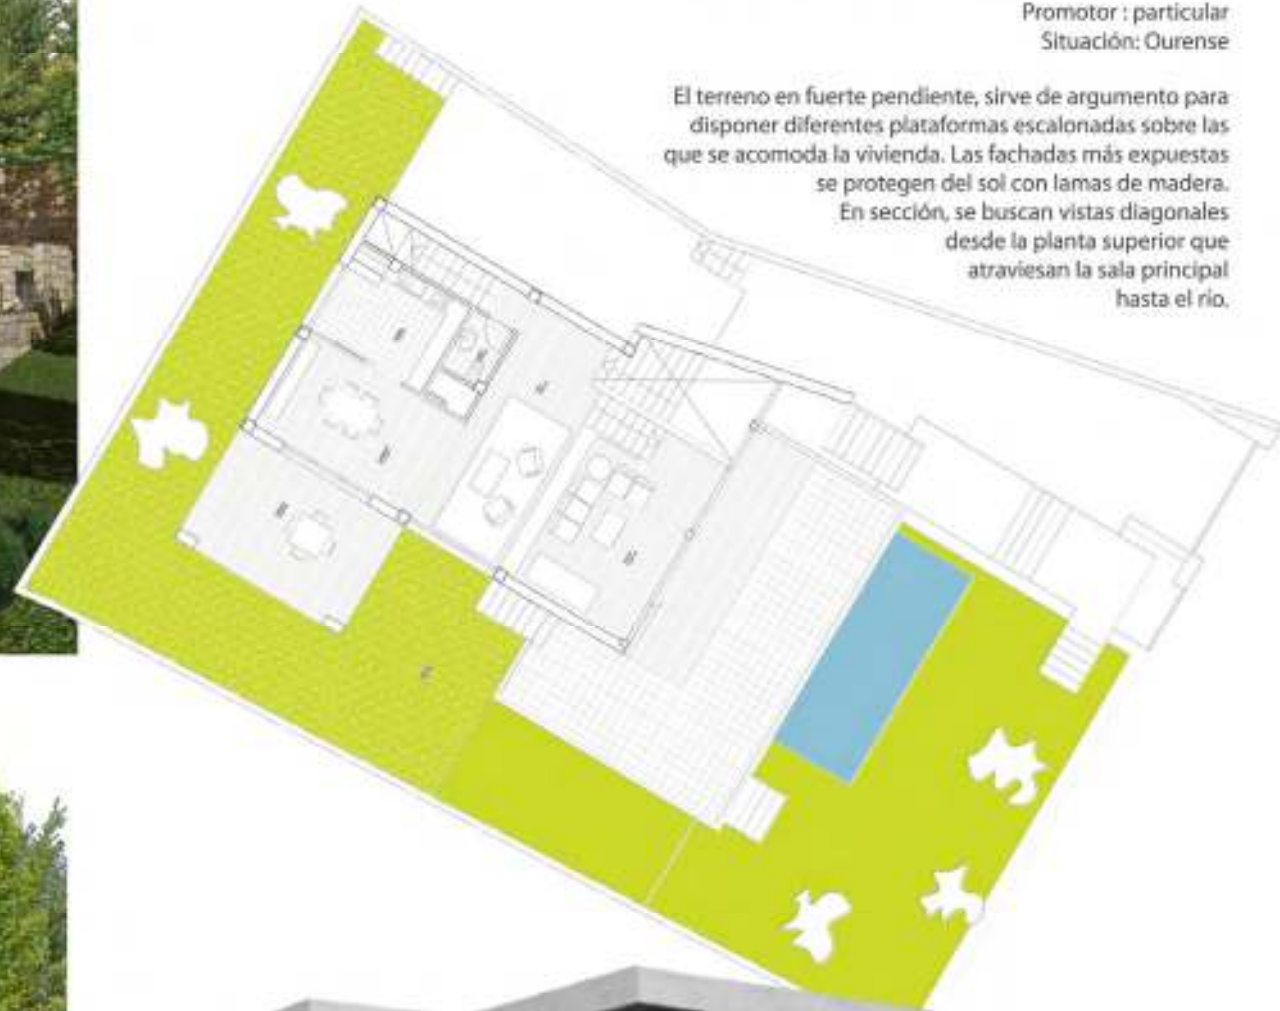 Promotor : particular
Situación: Ourense
El terreno en fuerte pendiente, sirve de argumento para
disponer diferentes plataformas escalonadas sobre las
que se acomoda la vivienda. Las fachadas más expuestas
se protegen del sol con lamas de madera.
En sección, se buscan vistas diagonales
desde la planta superior que
atraviesan la sala principal
hasta el río.